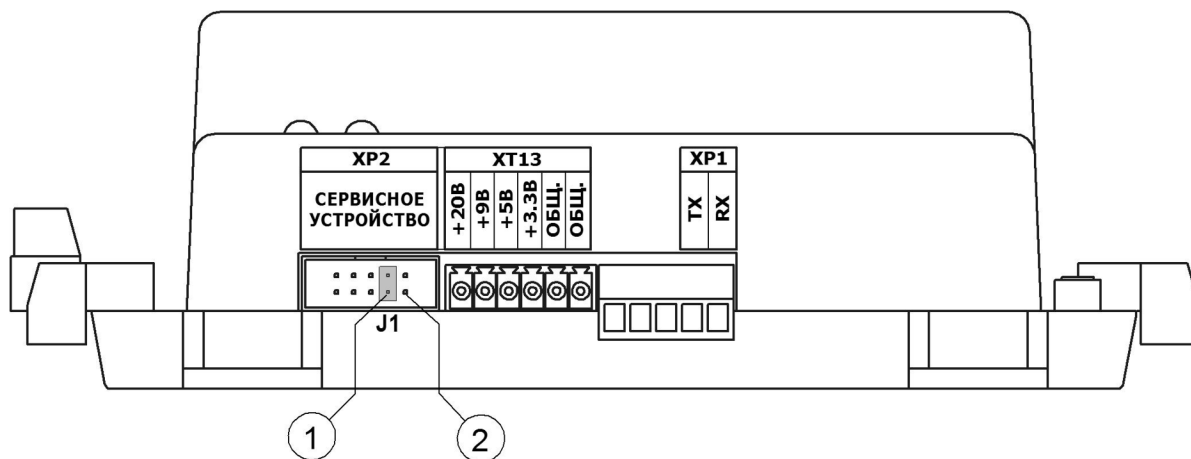 XP2
XT13
XP1
СЕРВИСНОЕ
УСТРОЙСТВО
+20В
+9В
+5В
+3.3В
ОБЩ.
ОБЩ.
TX
RX
J1
1
2